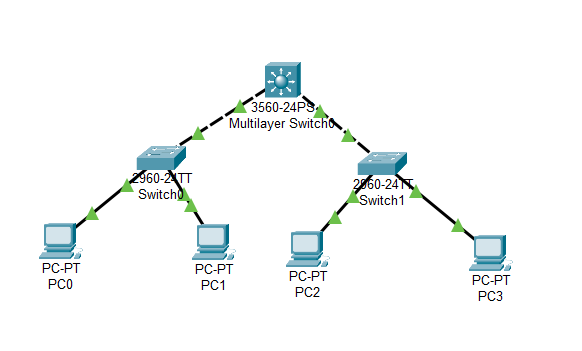 3560-24PS
Multilayer Switch0
2960-24TT
Switch0
2960-24TT
Switch1
PC-PT
PC0
PC-PT
PC1
PC-PT
PC2
PC-PT
PC3